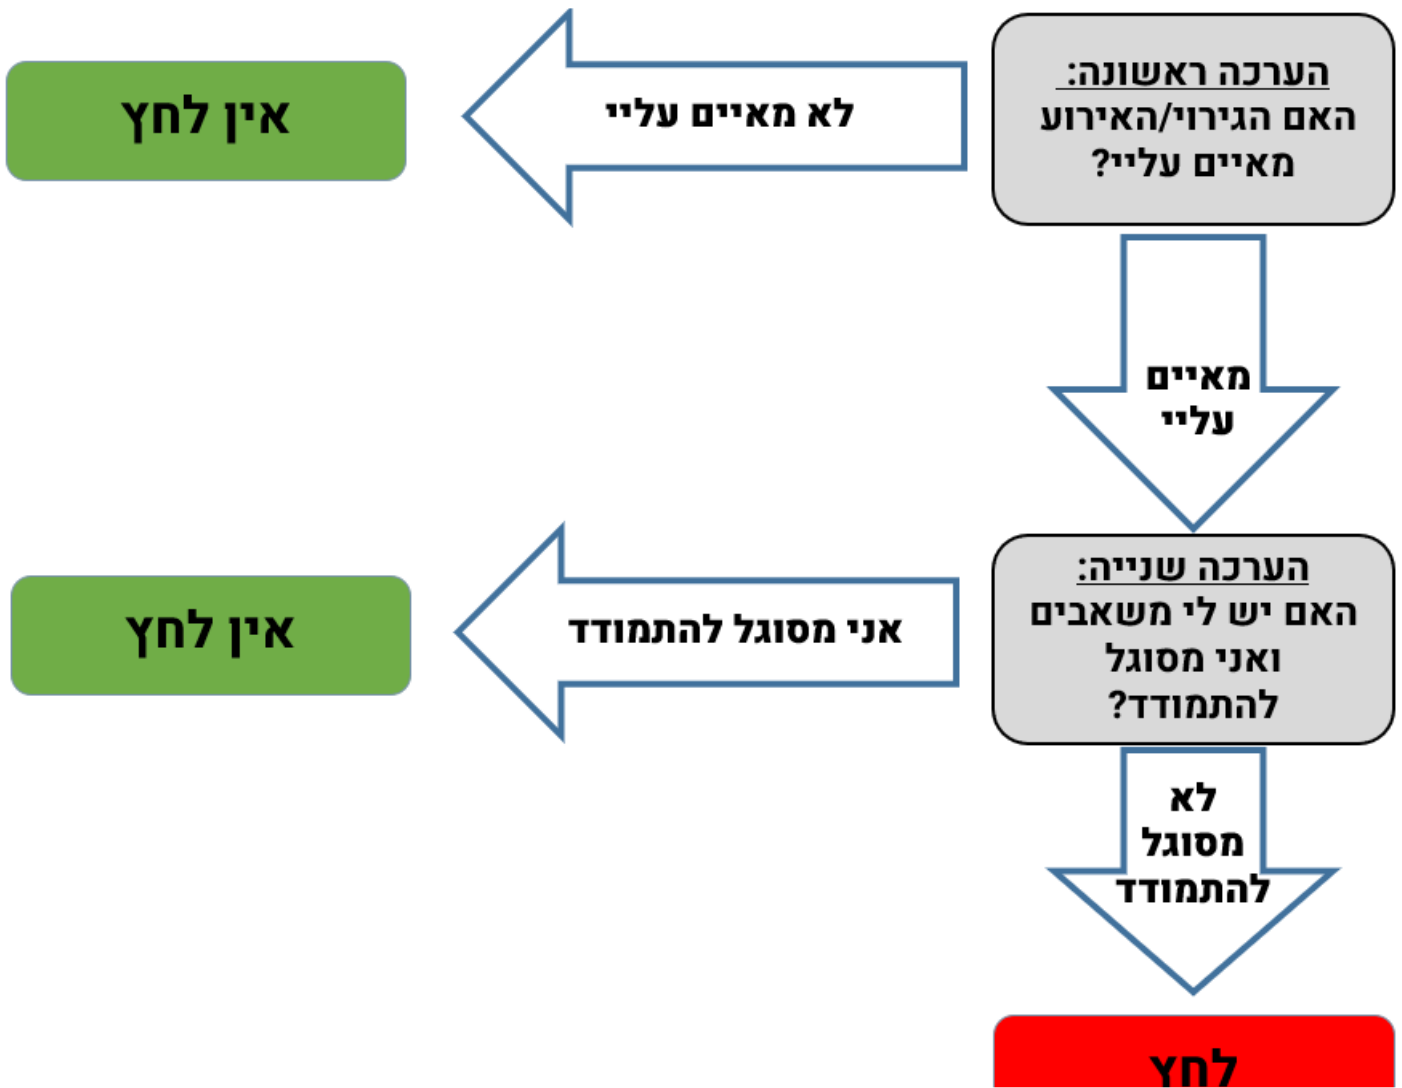 הערכה ראשונה:
האם הגירוי/האירוע
מאיים עליי?
לא מאיים עליי
אין לחץ
מאיים
עליי
הערכה שנייה:
האם יש לי משאבים
ואני מסוגל
להתמודד?
אני מסוגל להתמודד
אין לחץ
לא
מסוגל
להתמודד
לחץ